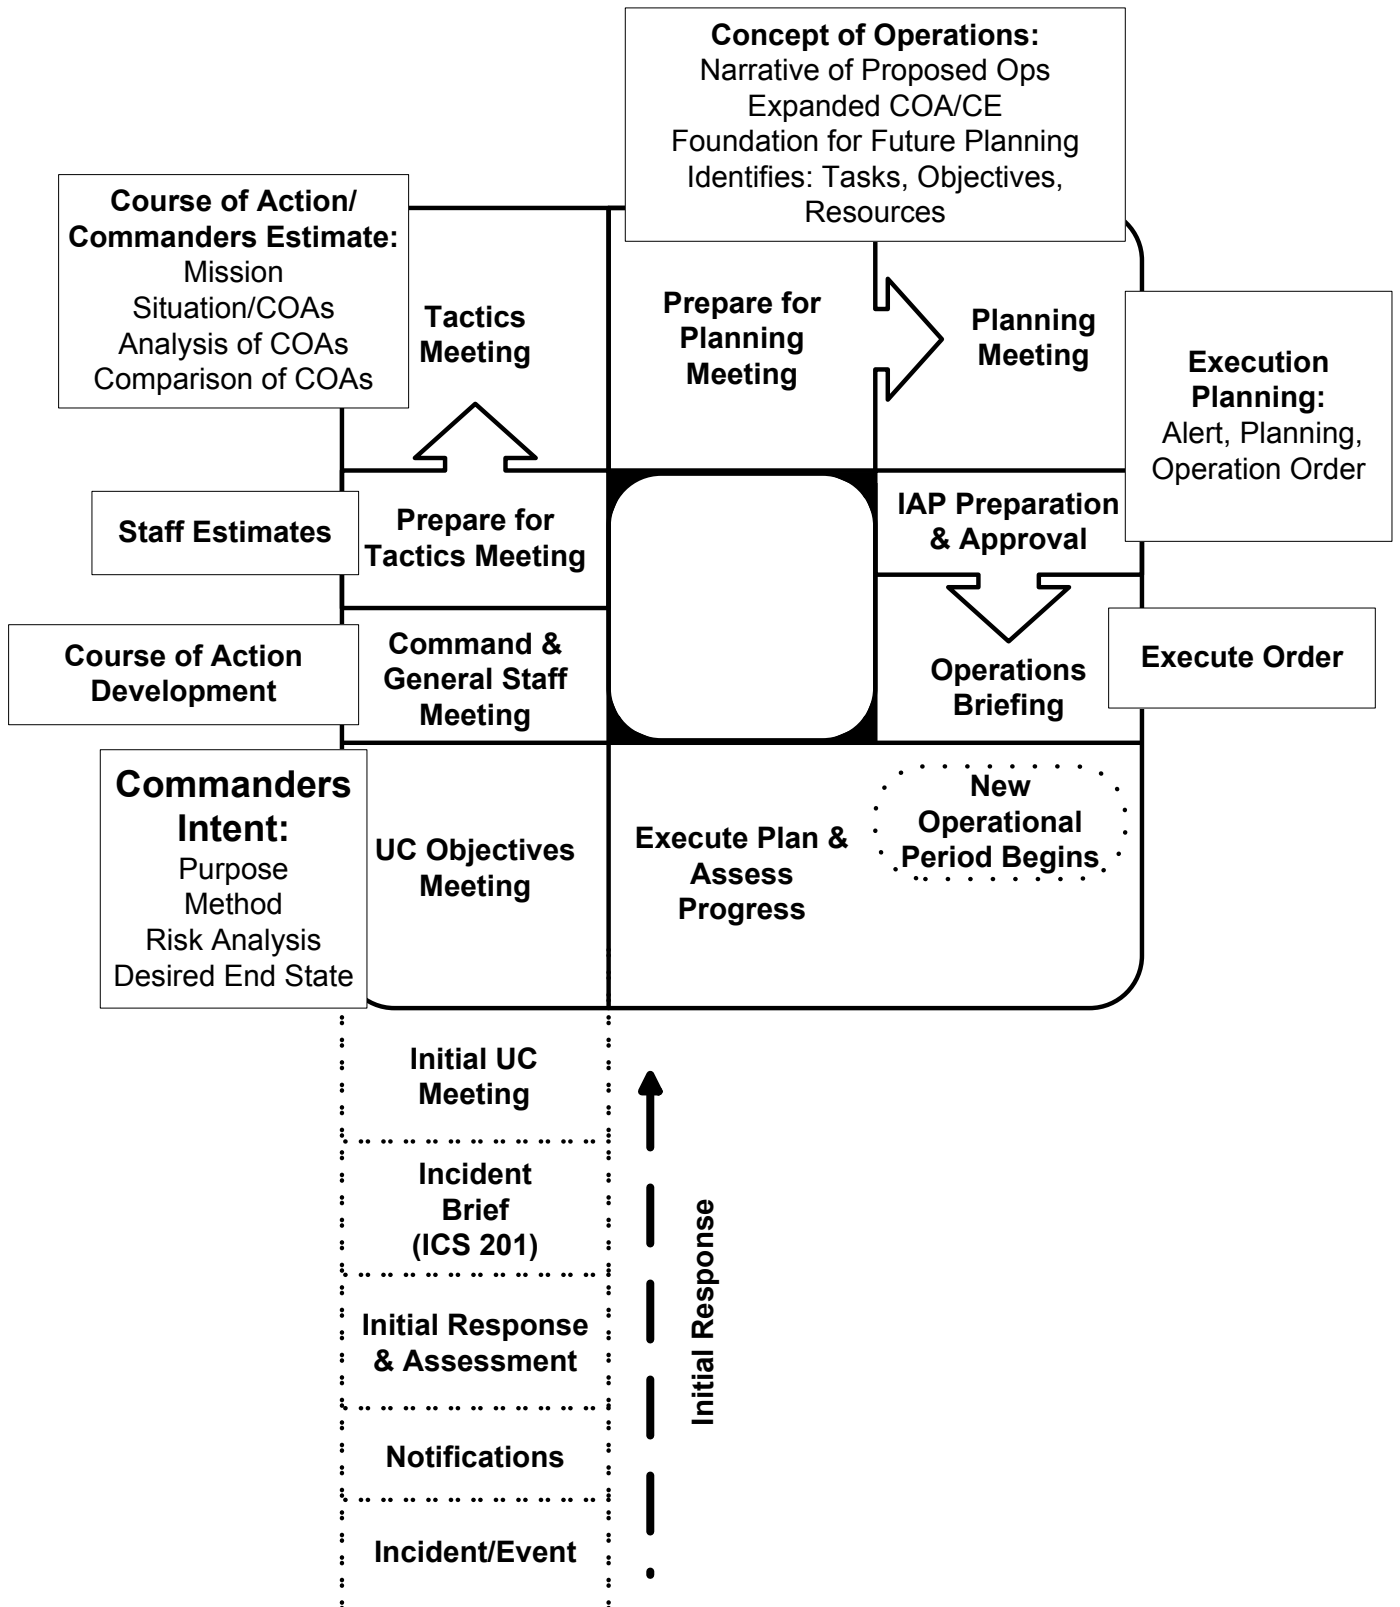 Concept of Operations:
Narrative of Proposed Ops
Expanded COA/CE
Foundation for Future Planning
Identifies: Tasks, Objectives,
Resources
Course of Action/
Commanders Estimate:
Mission
Situation/COAs
Analysis of COAs
Comparison of COAs
Tactics
Meeting
Prepare for
Planning
Meeting
Planning
Meeting
Execution
Planning:
Alert, Planning,
Operation Order
Staff Estimates
Prepare for
Tactics Meeting
IAP Preparation
& Approval
Course of Action
Development
Command &
General Staff
Meeting
Operations
Briefing
Execute Order
Commanders
Intent:
Purpose
Method
Risk Analysis
Desired End State
UC Objectives
Meeting
Execute Plan &
Assess
Progress
New
Operational
Period Begins
Initial UC
Meeting
Incident
Brief
(ICS 201)
Initial Response
& Assessment
Notifications
Incident/Event
Initial Response